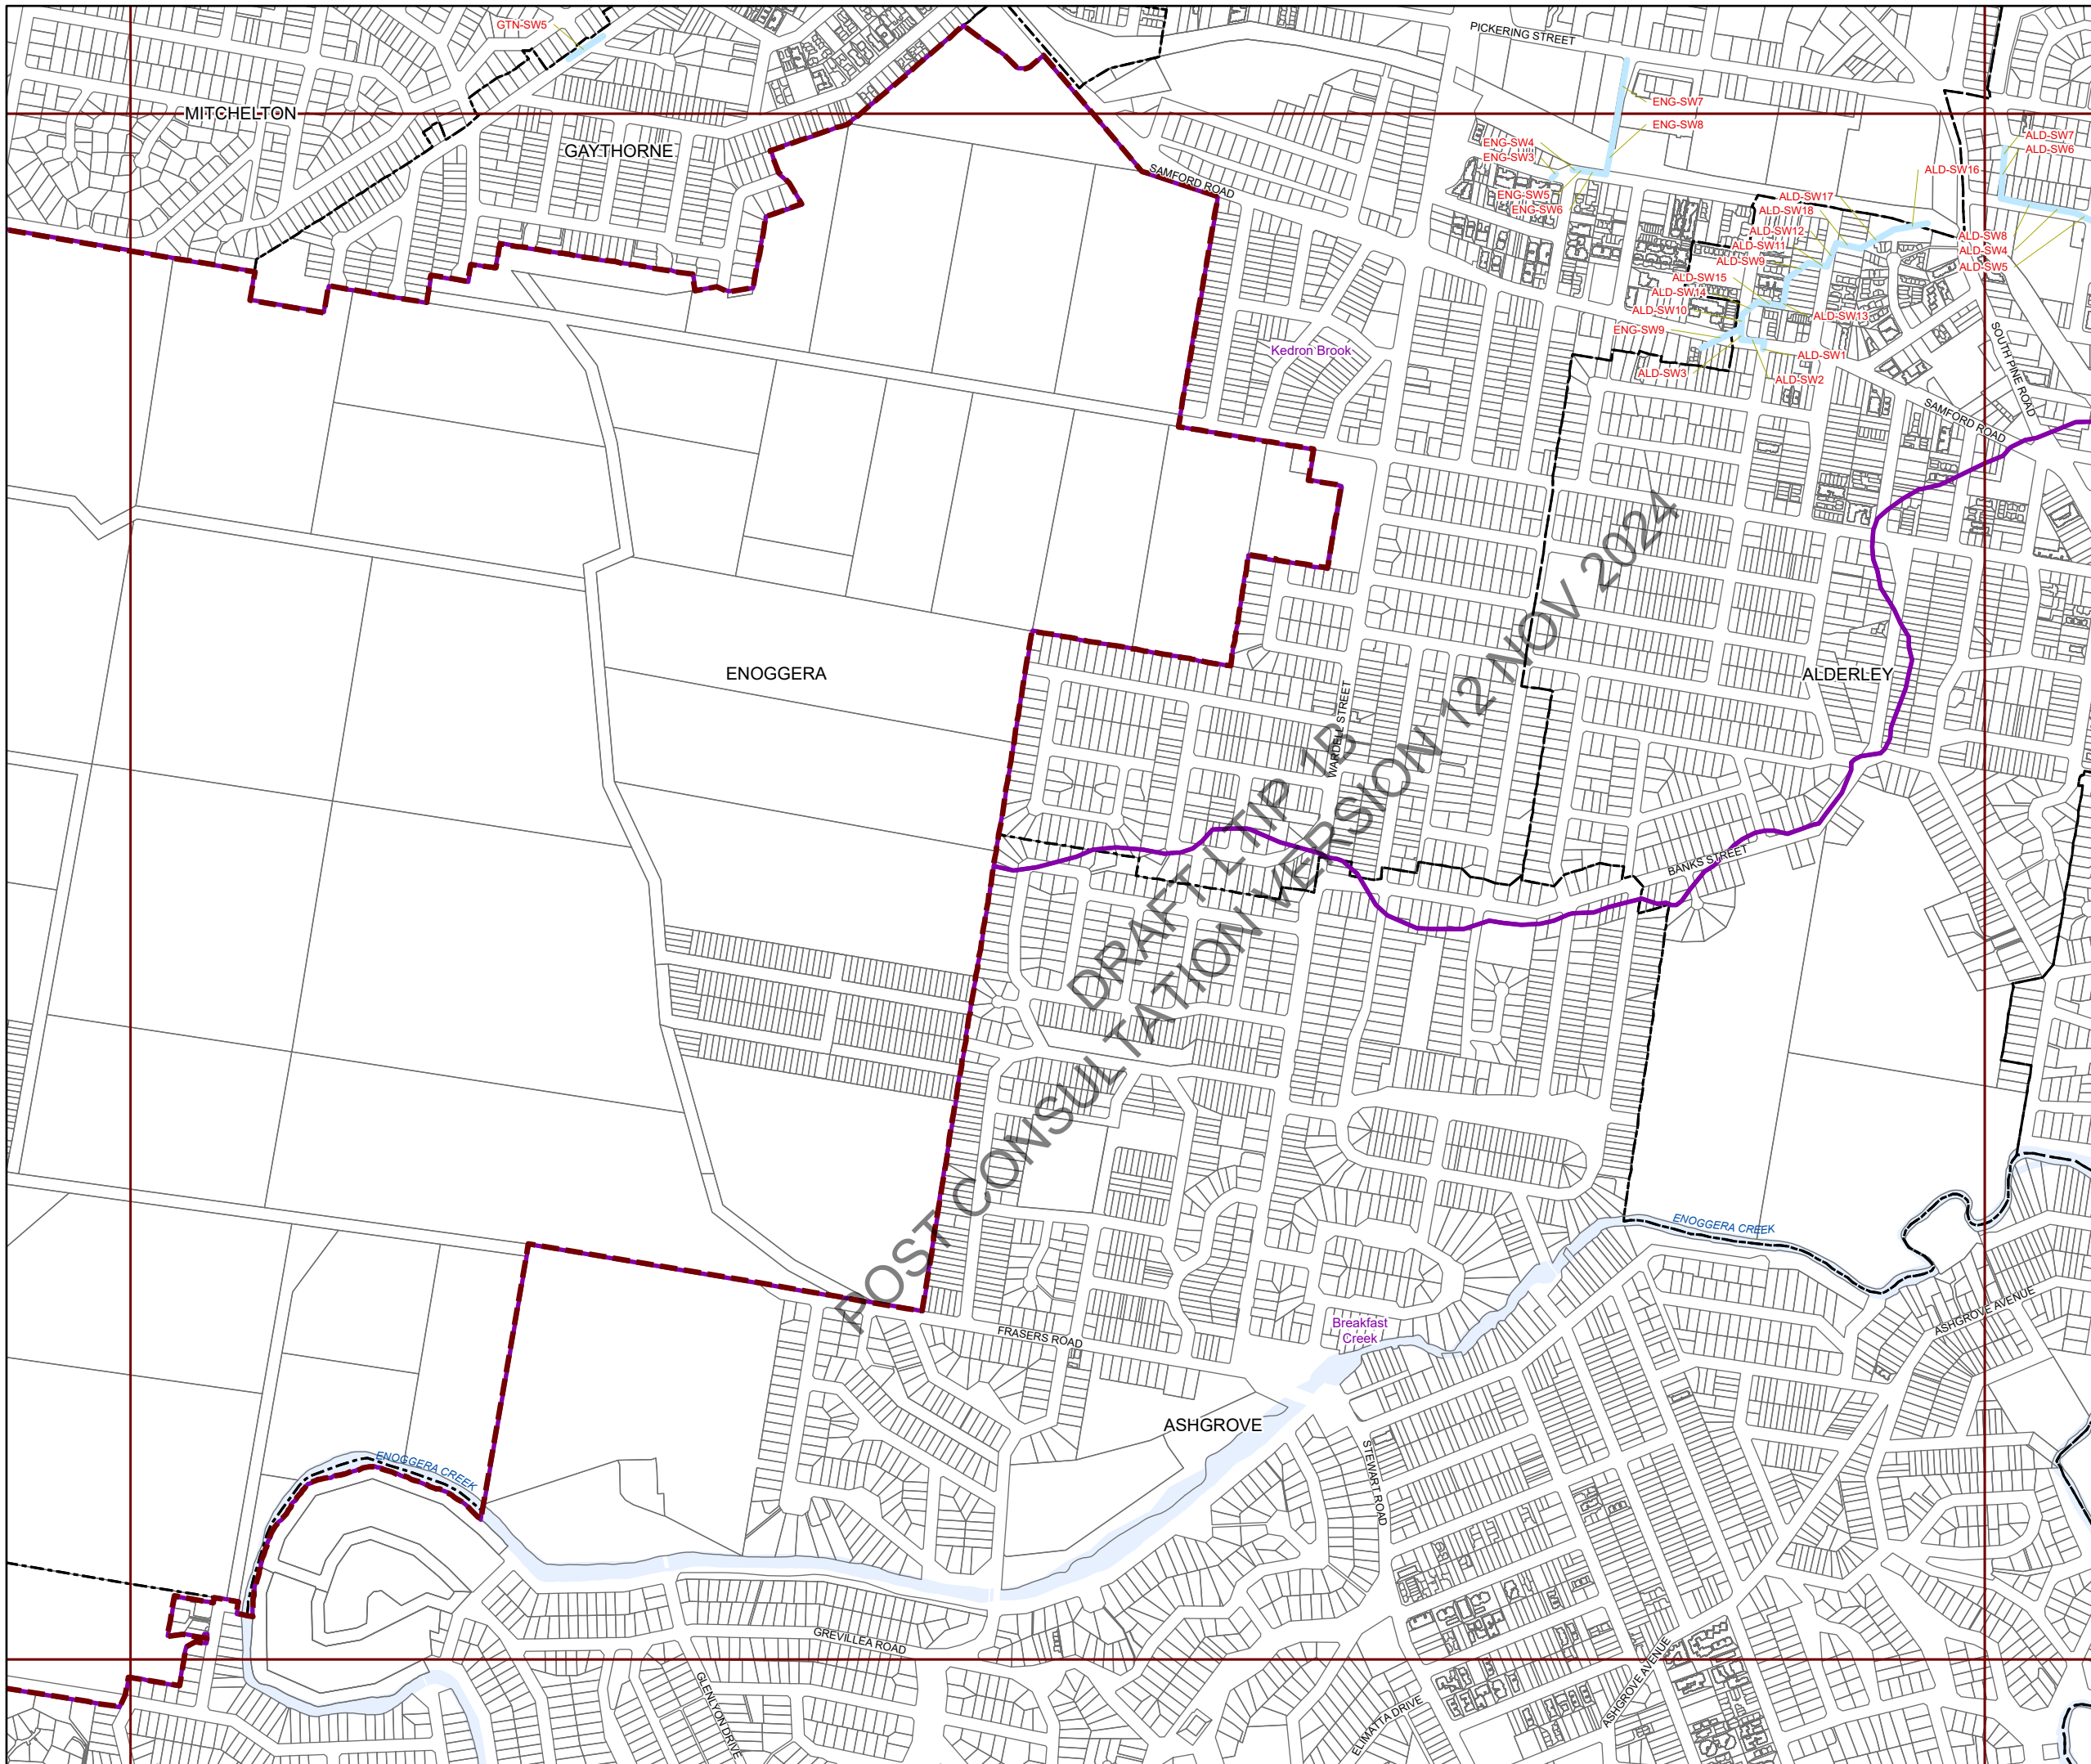 GTN-SW5
PICKERING STREET
MITCHELTON
GAYTHORNE
ENG-SW7
ENG-SW8
ENG-SW4
ENG-SW3
ENG-SW5
ENG-SW6
SAMFORD ROAD
ALD-SW7
ALD-SW6
ALD-SW16
ALD-SW17
ALD-SW18
ALD-SW12
ALD-SW11
ALD-SW9
ALD-SW15
ALD-SW14
ALD-SW10
ENG-SW9
ALD-SW3
ALD-SW8
ALD-SW4
ALD-SW5
ALD-SW13
ALD-SW1
ALD-SW2
SOUTH PINE ROAD
SAMFORD ROAD
Kedron Brook
ENOGGERA
ALDERLEY
WARDELL STREET
DRAFT LTIP 1B
POST CONSULTATION VERSION 12 NOV 2024
BANKS STREET
ENOGGERA CREEK
ASHGROVE AVENUE
Breakfast
Creek
FRASERS ROAD
ASHGROVE
STEWART ROAD
ENOGGERA CREEK
GREVILLEA ROAD
GLENLYON DRIVE
ELIMATTA DRIVE
ASHGROVE AVENUE